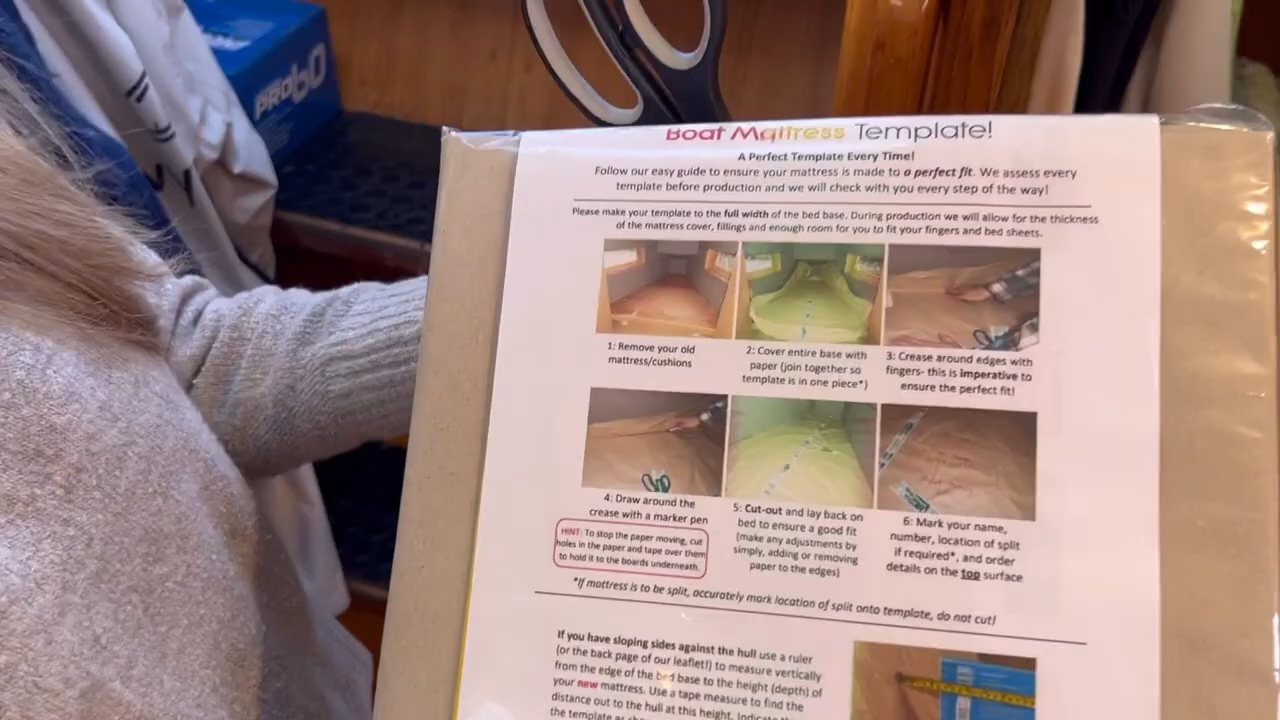 PROBO
Boat Mattress Template!
A Perfect Template Every Time!
Follow our easy guide to ensure your mattress is made to a perfect fit. We assess every
template before production and we will check with you every step of the way!
Please make your template to the full width of the bed base. During production we will allow for the thickness
of the mattress cover, fillings and enough room for you to fit your fingers and bed sheets.
1: Remove your old
mattress/cushions
2: Cover entire base with
paper (join together so
template is in one piece*)
3: Crease around edges with
fingers- this is imperative to
ensure the perfect fit!
4: Draw around the
crease with a marker pen
HINT: To stop the paper moving, cut
holes in the paper and tape over them
to hold it to the boards underneath.
5: Cut-out and lay back on
bed to ensure a good fit
(make any adjustments by
simply, adding or removing
paper to the edges)
6: Mark your name,
number, location of split
if required*, and order
details on the top surface
*If mattress is to be split, accurately mark location of split onto template, do not cut!
If you have sloping sides against the hull use a ruler
(or the back page of our leaflet!) to measure vertically
from the edge of the bed base to the height (depth) of
your new mattress. Use a tape measure to find the
distance out to the hull at this height. Indicate
the template as